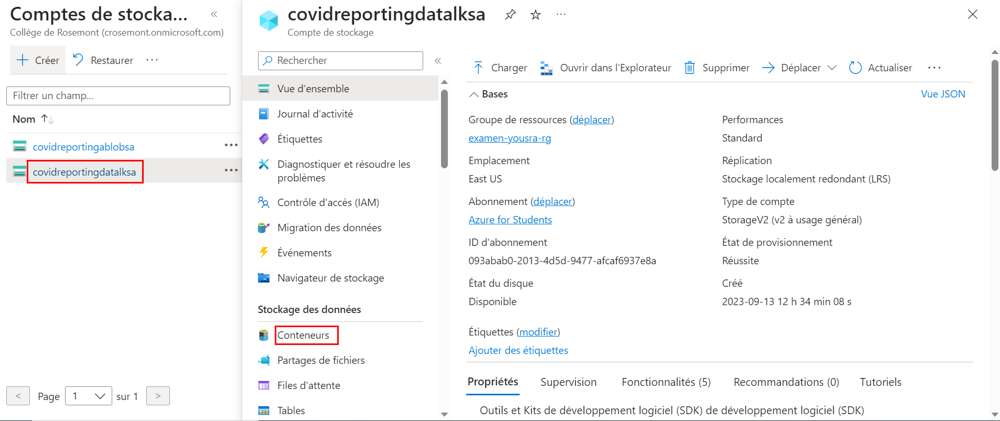 Comptes de stocka...
Collège de Rosemont (crosemont.onmicrosoft.com)
Créer
Restaurer
Filtrer un champ...
Nom
covidreportingablobsa
covidreportingdatalksa
Page 1 sur 1
covidreportingdatalksa
Compte de stockage
Rechercher
Vue d'ensemble
Journal d’activité
Étiquettes
Diagnostiquer et résoudre les
problèmes
Contrôle d'accès (IAM)
Migration des données
Événements
Navigateur de stockage
Stockage des données
Conteneurs
Partages de fichiers
Files d'attente
Tables
Charger
Ouvrir dans l'Explorateur
Supprimer
Déplacer
Actualiser
Bases
Vue JSON
Groupe de ressources (déplacer)
examen-yousra-rg
Emplacement
East US
Abonnement (déplacer)
Azure for Students
ID d'abonnement
093abab0-2013-4d5d-9477-afcaf6937e8a
État du disque
Disponible
Étiquettes (modifier)
Ajouter des étiquettes
Performances
Standard
Réplication
Stockage localement redondant (LRS)
Type de compte
StorageV2 (v2 à usage général)
État de provisionnement
Réussite
Créé
2023-09-13 12 h 34 min 08 s
Propriétés
Supervision
Fonctionnalités (5)
Recommandations (0)
Tutoriels
Outils et Kits de développement logiciel (SDK) de développement logiciel (SDK)